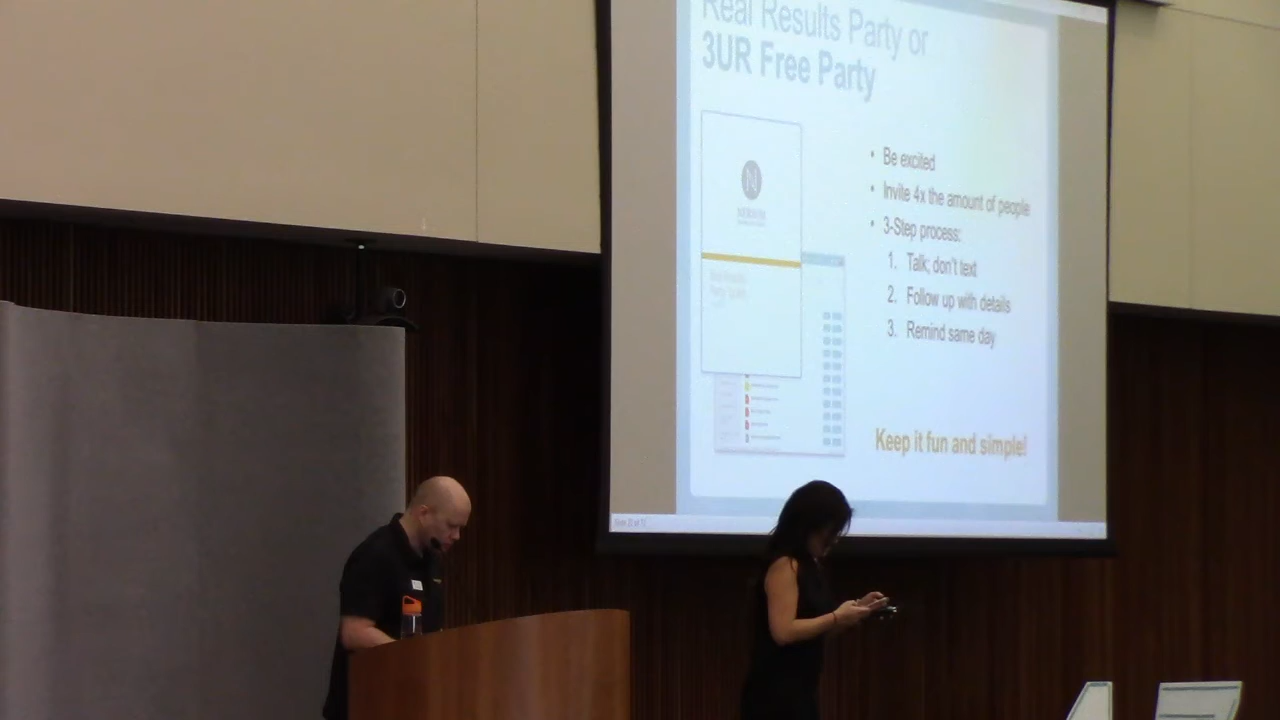 Real Results Party or
3UR Free Party
• Be excited
• Invite 4x the amount of people
• 3-Step process:
1. Talk; don't text
2. Follow up with details
3. Remind same day
Keep it fun and simple!